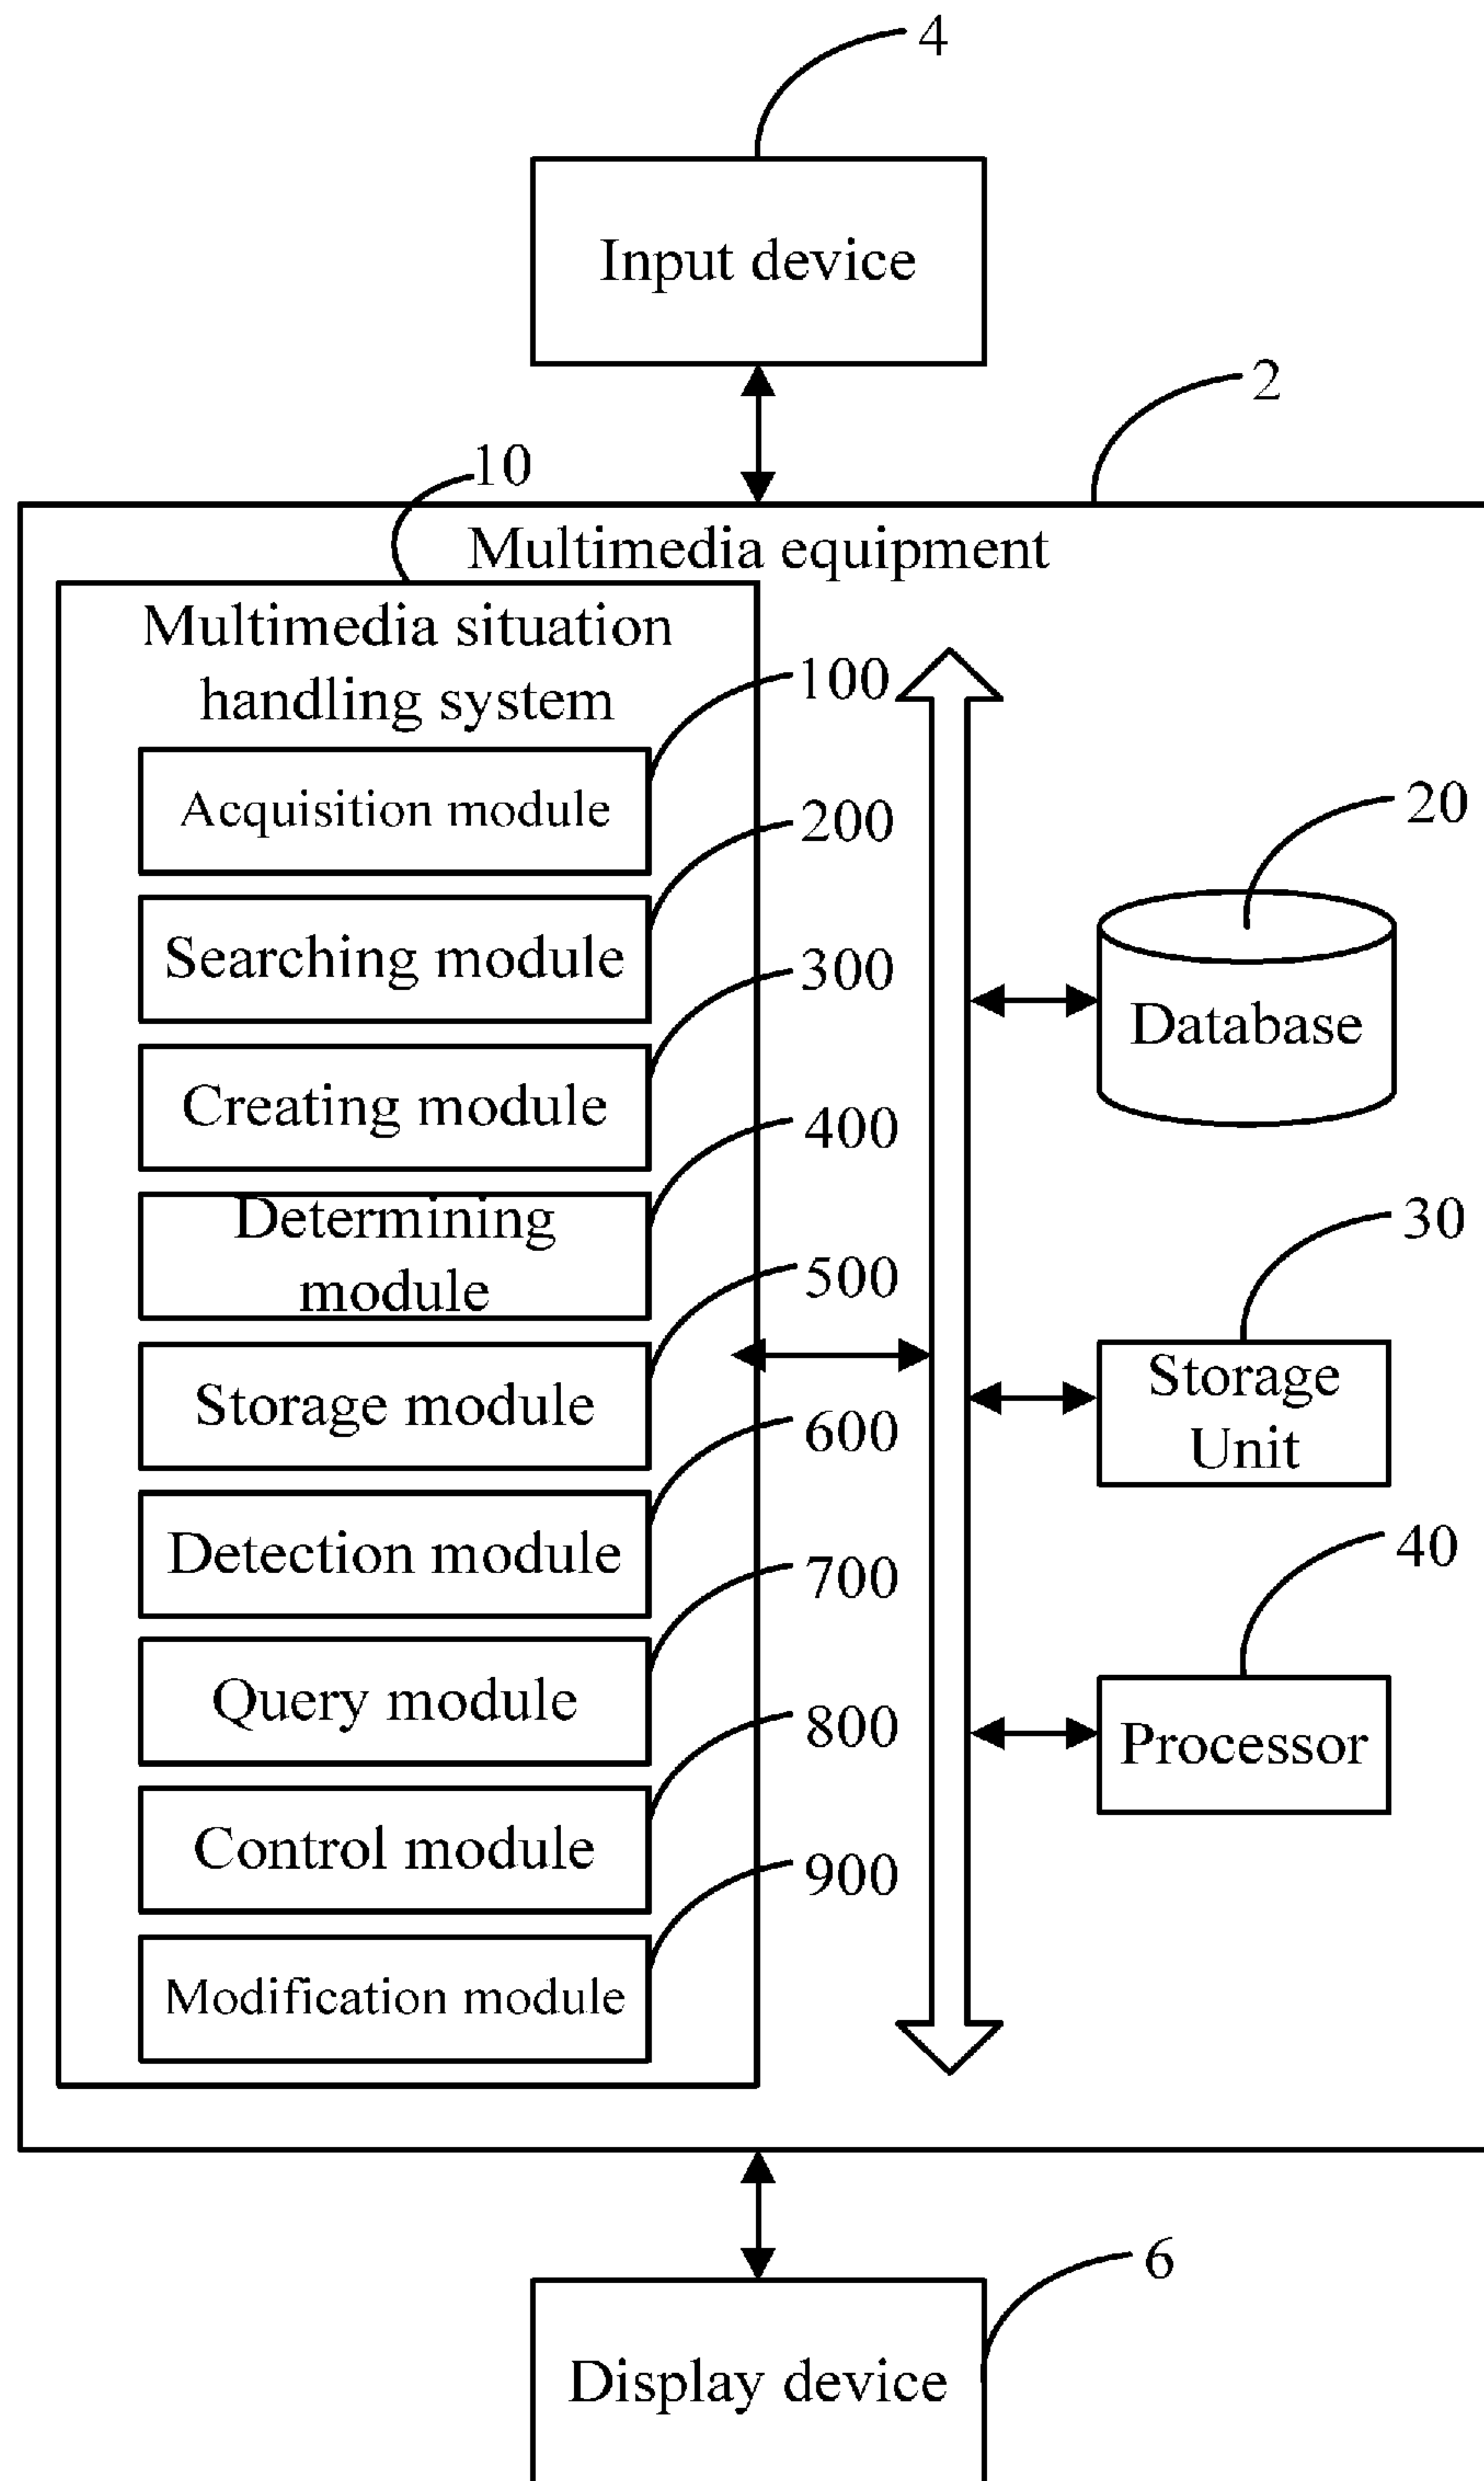 4
Input device
2
10
Multimedia equipment
Multimedia situation
handling system
100
Acquisition module
200
Searching module
300
Creating module
400
Determining
module
500
Storage module
600
Detection module
700
Query module
800
Control module
900
Modification module
20
Database
30
Storage
Unit
40
Processor
6
Display device